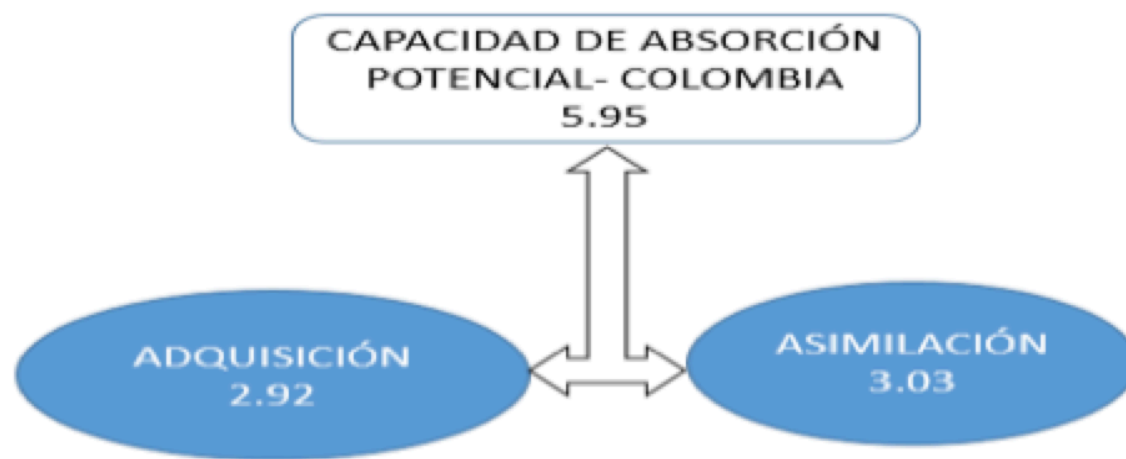 CAPACIDAD DE ABSORCIÓN
POTENCIAL- COLOMBIA
5.95
ADQUISICIÓN
2.92
ASIMILACIÓN
3.03